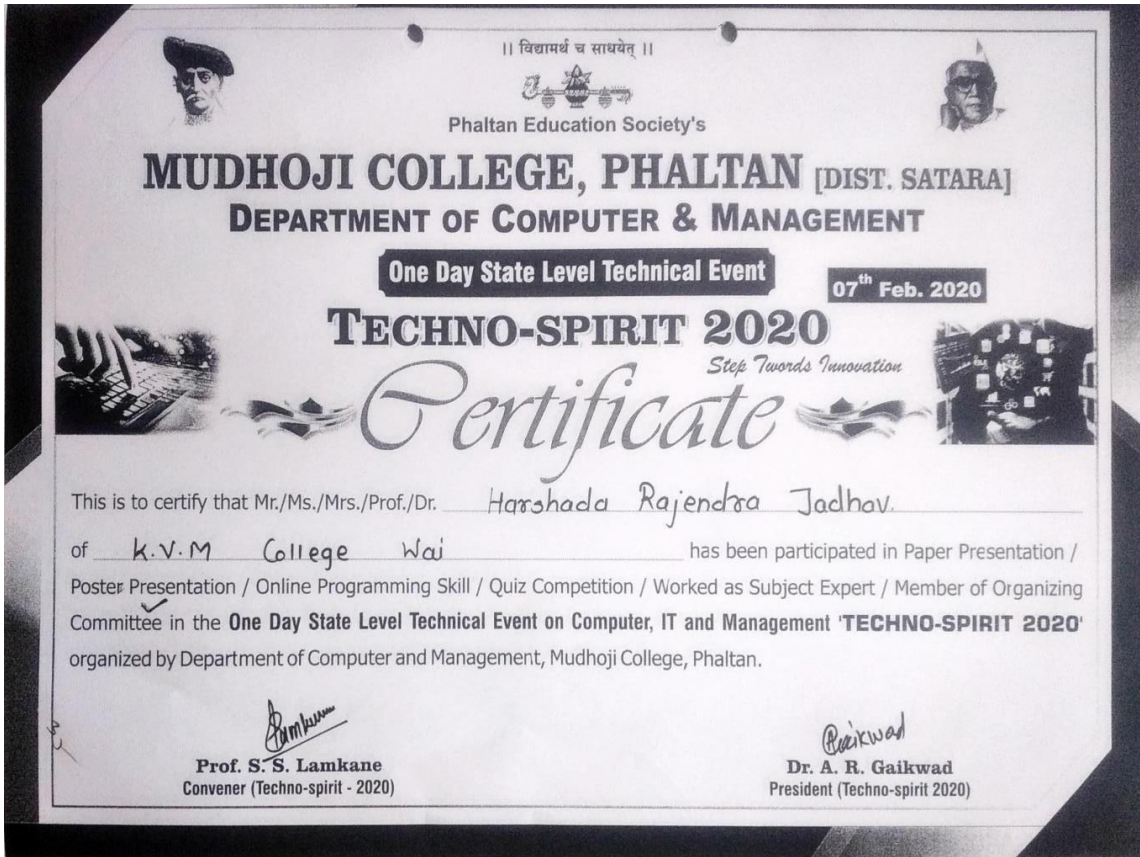 || विद्यामर्थं च साधयेत् ||
Phaltan Education Society's
MUDHOJI COLLEGE, PHALTAN [DIST. SATARA]
DEPARTMENT OF COMPUTER & MANAGEMENT
One Day State Level Technical Event
07th Feb. 2020
TECHNO-SPIRIT 2020
Step Twords Innovation
Certificate
This is to certify that Mr./Ms./Mrs./Prof./Dr. Harshada Rajendra Jadhav.
of K.V.M College Wai has been participated in Paper Presentation /
Poster Presentation / Online Programming Skill / Quiz Competition / Worked as Subject Expert / Member of Organizing
Committee in the One Day State Level Technical Event on Computer, IT and Management 'TECHNO-SPIRIT 2020'
organized by Department of Computer and Management, Mudhoji College, Phaltan.
Gaikwad
Prof. S. S. Lamkane
Dr. A. R. Gaikwad
Convener (Techno-spirit - 2020)
President (Techno-spirit 2020)